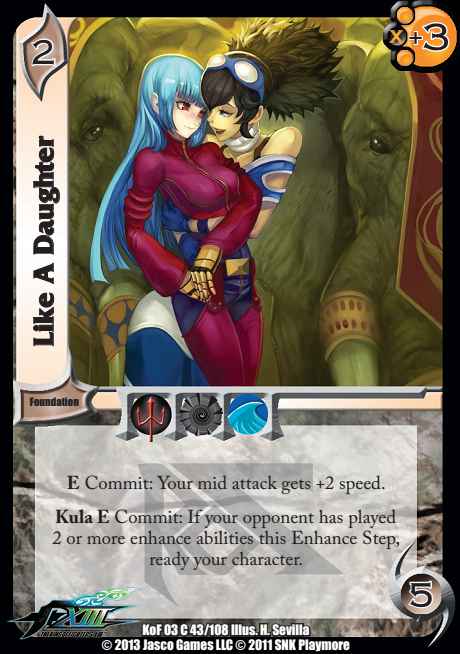 2
X +3
Like A Daughter
Foundation
E Commit: Your mid attack gets +2 speed.
Kula E Commit: If your opponent has played
2 or more enhance abilities this Enhance Step,
ready your character.
5
XIII
KoF 03 C 43/108 Illus. H. Sevilla
© 2013 Jasco Games LLC © 2011 SNK Playmore